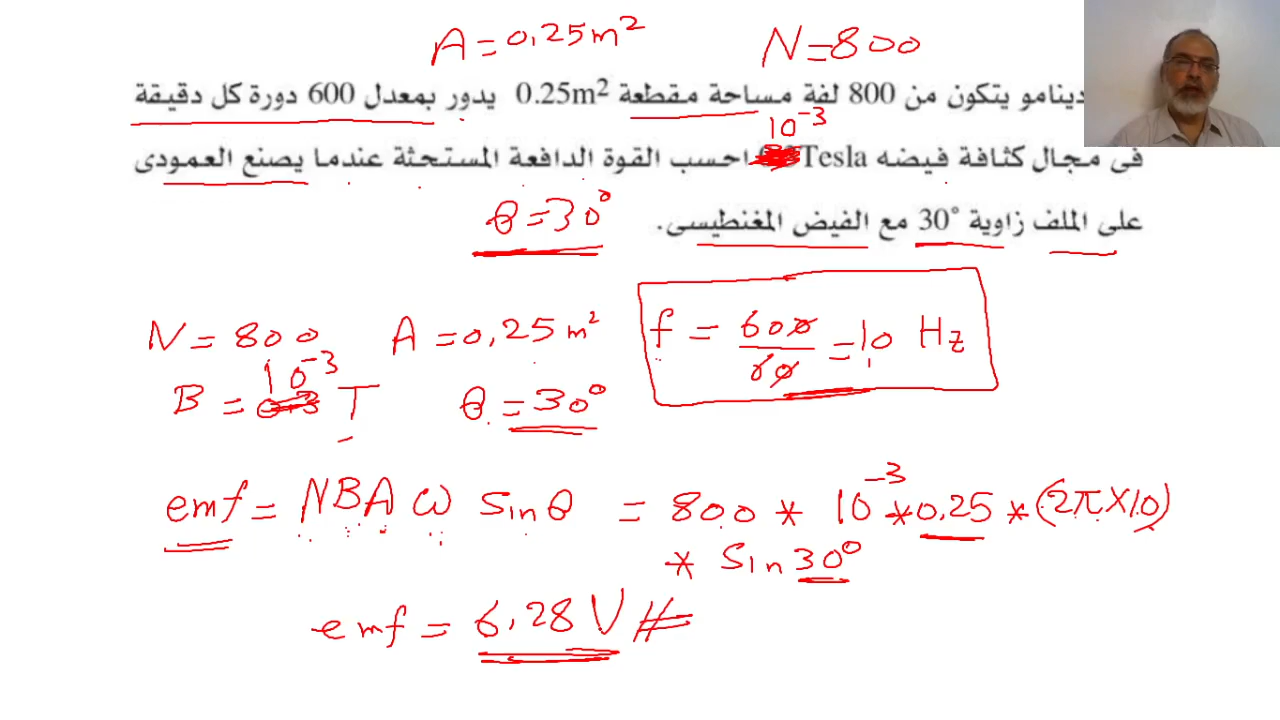 A = 0,25 m² N = 800
دينامو يتكون من 800 لفة مساحة مقطعة 0.25m² يدور بمعدل 600 دورة كل دقيقة
10⁻³
فى مجال كثافة فيضه Tesla احسب القوة الدافعة المستحثة عندما يصنع العمودى
على الملف زاوية °30 مع الفيض المغنطيسى. θ = 30°
N = 800 A = 0,25 m² f = 600/60 = 10 Hz
B = 10⁻³ T θ = 30°
emf = NBA ω Sin θ = 800 * 10⁻³ * 0.25 * (2π×10)
* Sin 30°
emf = 6,28 V #